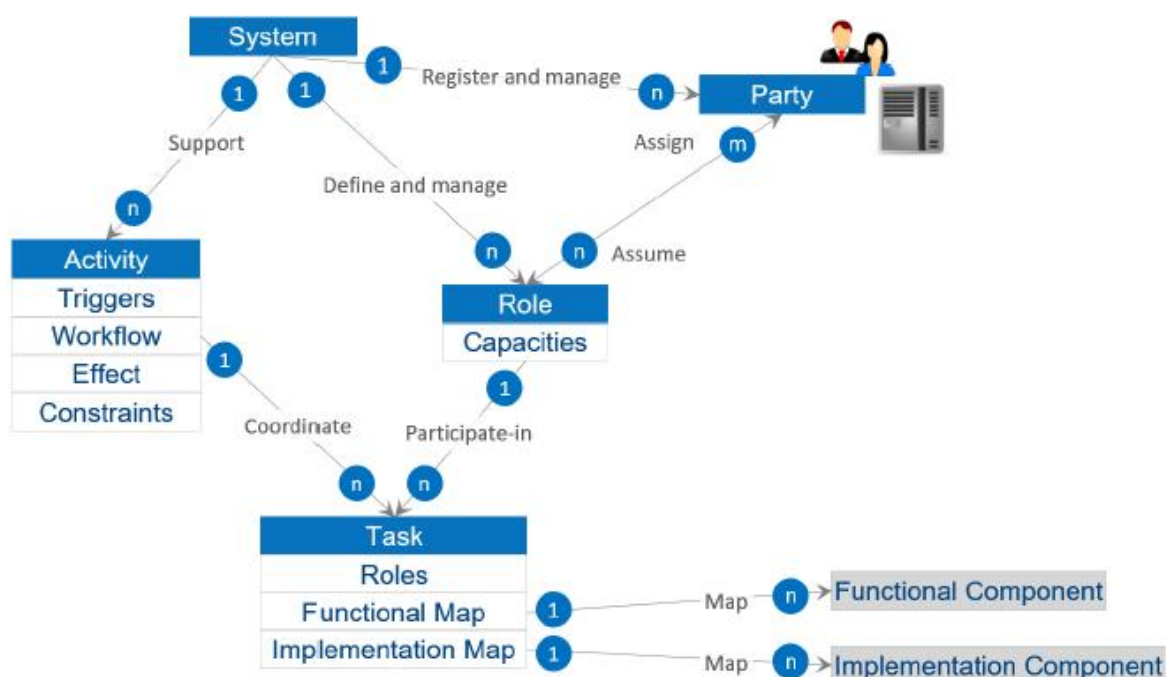 System
1
Register and manage
n
Party
1
1
Support
Assign
m
Define and manage
n
n
n
Assume
Activity
Triggers
Workflow
Effect
Constraints
Role
Capacities
1
1
Coordinate
Participate-in
n
n
Task
Roles
Functional Map
1
Map
n
Functional Component
Implementation Map
1
Map
n
Implementation Component